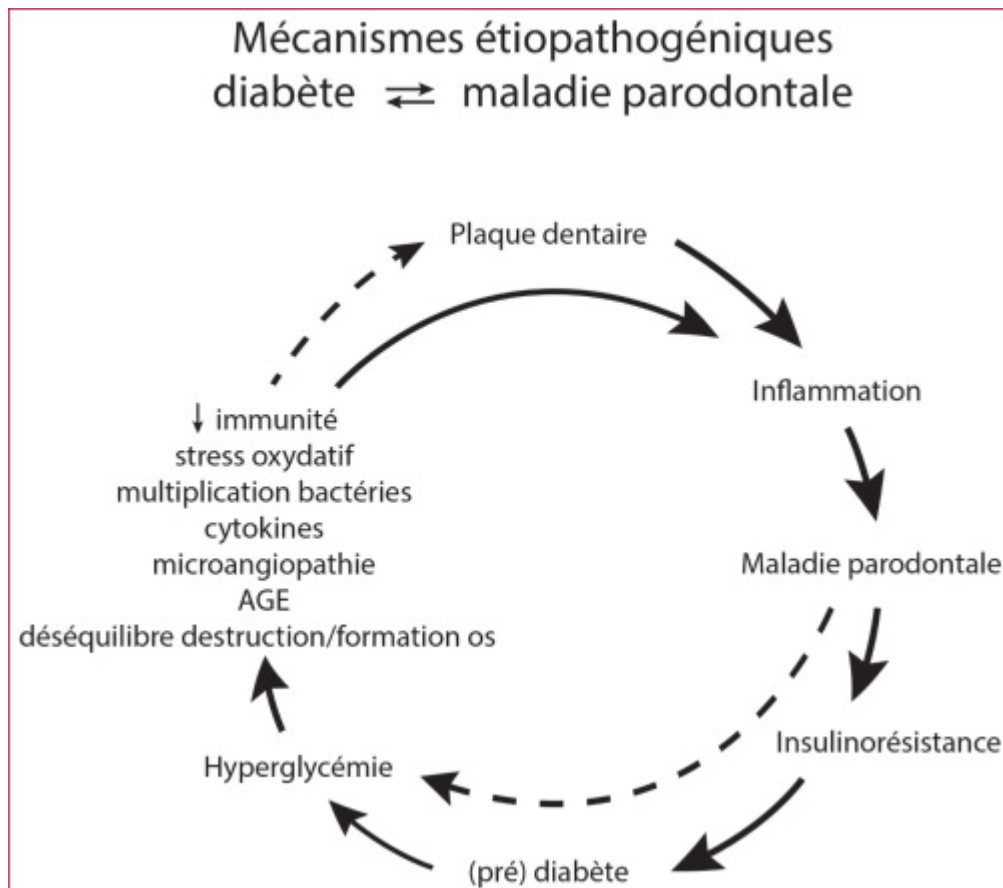 Mécanismes étiopathogéniques
diabète ⇄ maladie parodontale
Plaque dentaire
Inflammation
↓ immunité
stress oxydatif
multiplication bactéries
cytokines
microangiopathie
AGE
déséquilibre destruction/formation os
Maladie parodontale
Insulinorésistance
Hyperglycémie
(pré) diabète